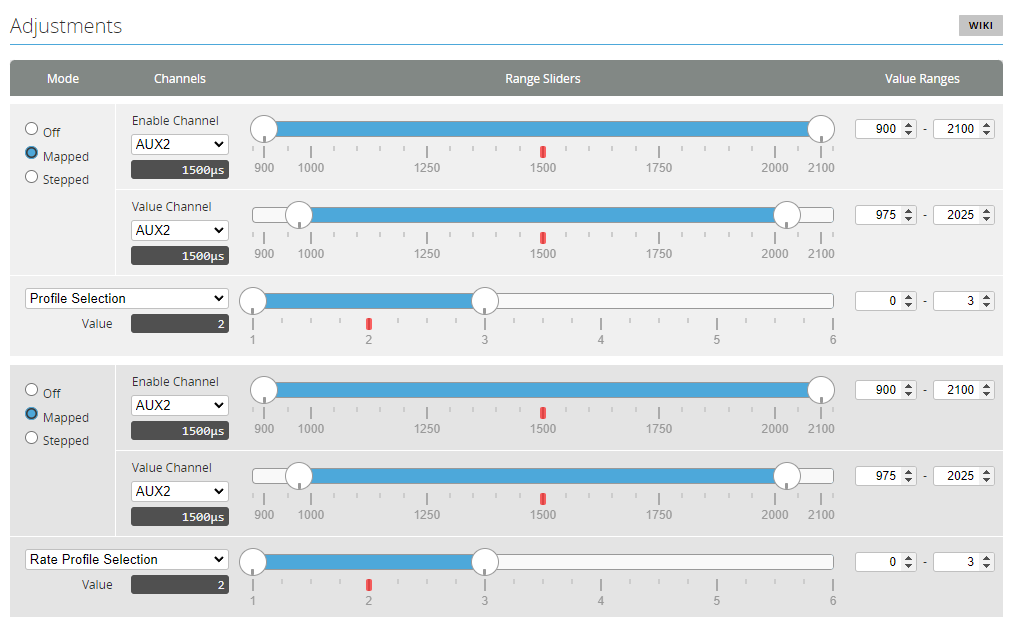 Adjustments WIKI
Mode Channels Range Sliders Value Ranges
Off
Mapped
Stepped
Enable Channel
AUX2
1500µs
900 1000 1250 1500 1750 2000 2100
900 - 2100
Value Channel
AUX2
1500µs
900 1000 1250 1500 1750 2000 2100
975 - 2025
Profile Selection
Value 2
1 2 3 4 5 6
0 - 3
Off
Mapped
Stepped
Enable Channel
AUX2
1500µs
900 1000 1250 1500 1750 2000 2100
900 - 2100
Value Channel
AUX2
1500µs
900 1000 1250 1500 1750 2000 2100
975 - 2025
Rate Profile Selection
Value 2
1 2 3 4 5 6
0 - 3